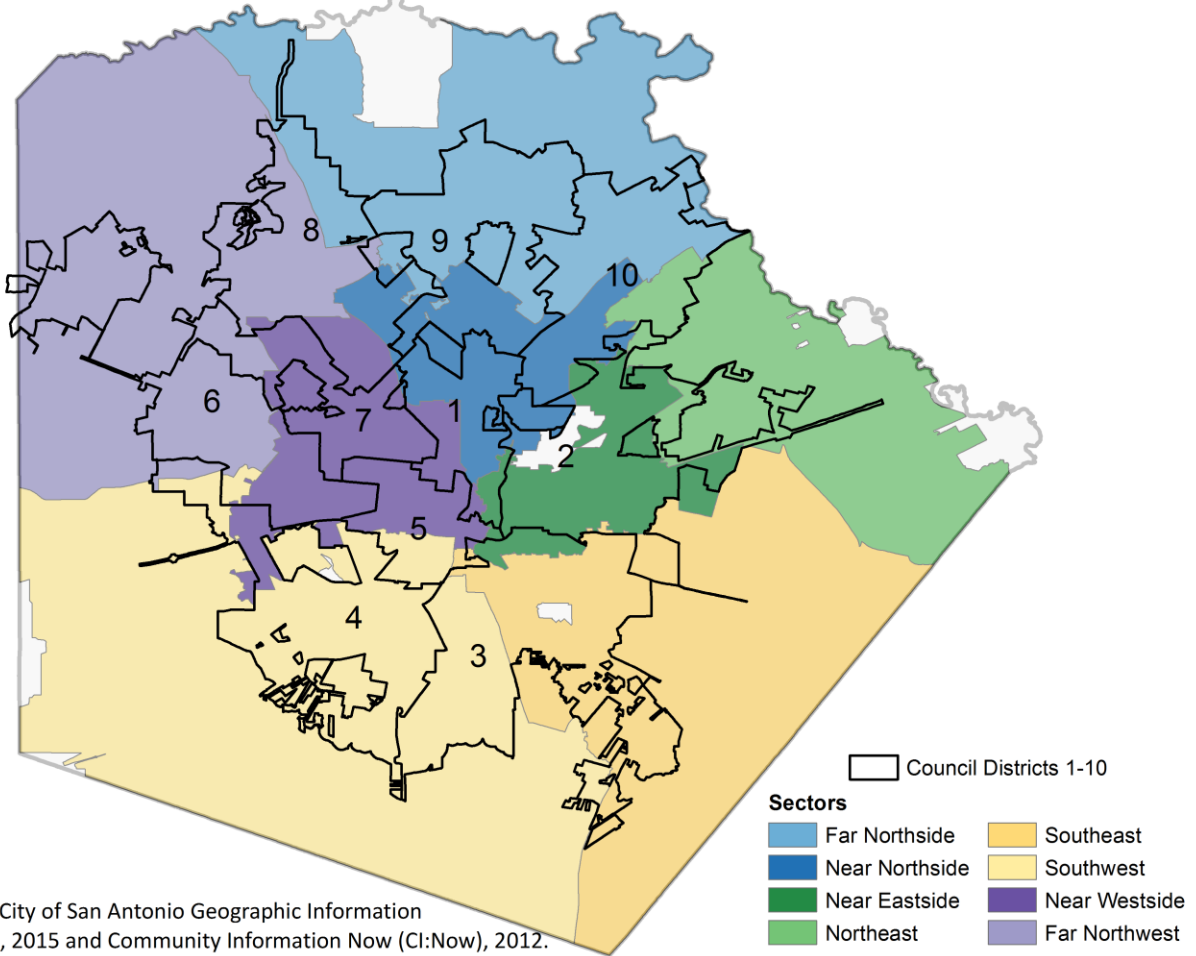 8
9
10
6
7
1
2
5
4
3
Council Districts 1-10
Sectors
Far Northside
Southeast
Near Northside
Southwest
Near Eastside
Near Westside
Northeast
Far Northwest
City of San Antonio Geographic Information
, 2015 and Community Information Now (CI:Now), 2012.